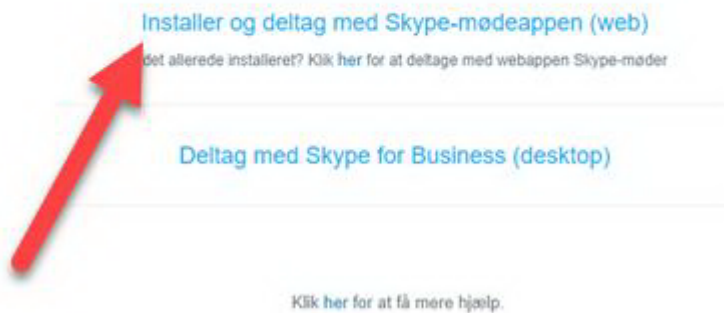 Installer og deltag med Skype-mødeappen (web)
det allerede installeret? Klik her for at deltage med webappen Skype-møder
Deltag med Skype for Business (desktop)
Klik her for at få mere hjælp.